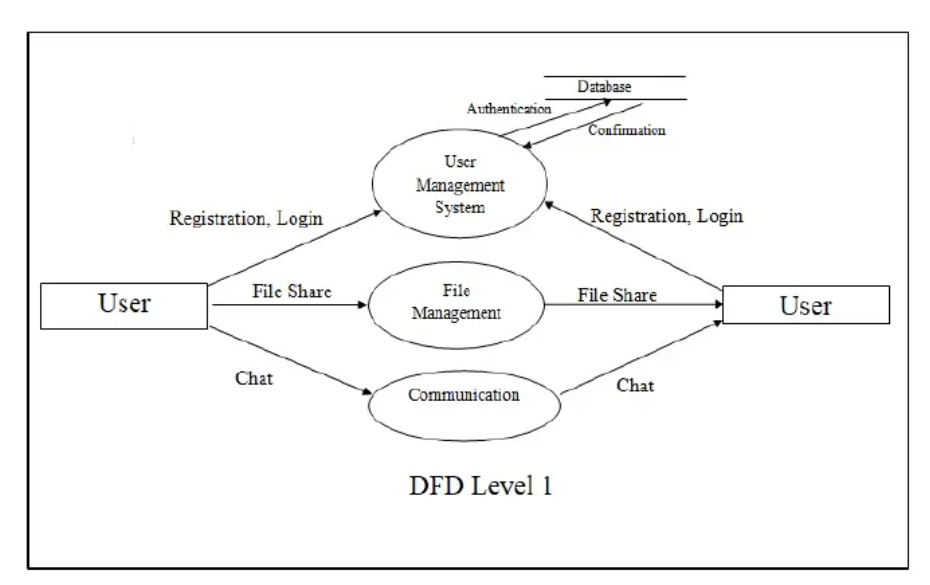 Database
Authentication
Confirmation
User
Management
System
Registration, Login
Registration, Login
User
File Share
File
Management
File Share
User
Chat
Communication
Chat
DFD Level 1